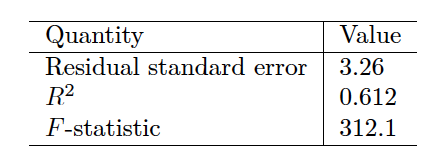 Quantity Value
Residual standard error 3.26
R² 0.612
F-statistic 312.1